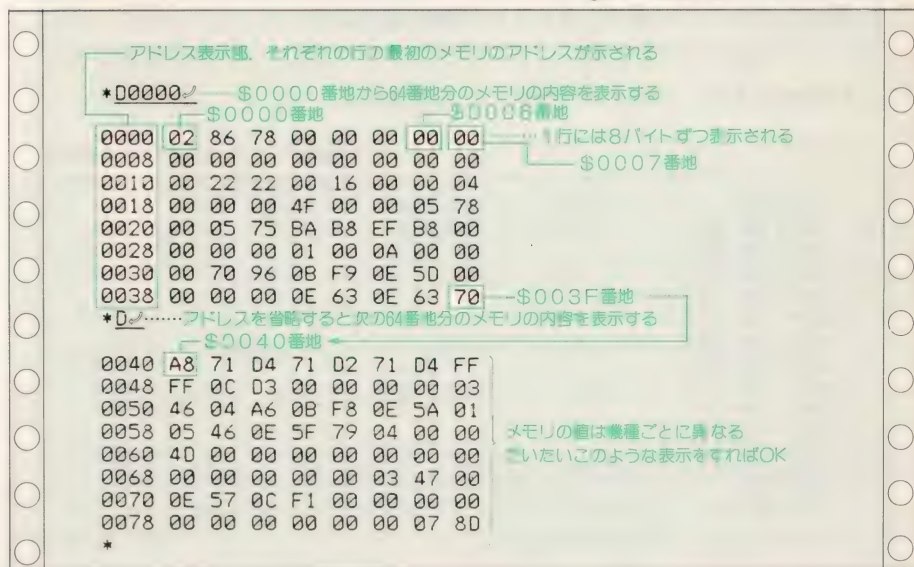 アドレス表示部，それぞれの行の最初のメモリのアドレスが示される
*D0000⏎ $0000番地から64番地分のメモリの内容を表示する
$0000番地 $0006番地
0000 02 86 78 00 00 00 00 00 …1行には8バイトずつ表示される
0008 00 00 00 00 00 00 00 00 $0007番地
0010 00 22 22 00 16 00 00 04
0018 00 00 00 4F 00 00 05 78
0020 00 05 75 BA B8 EF B8 00
0028 00 00 00 01 00 0A 00 00
0030 00 70 96 0B F9 0E 5D 00
0038 00 00 00 0E 63 0E 63 70 $003F番地
*D⏎……アドレスを省略すると次の64番地分のメモリの内容を表示する
$0040番地
0040 A8 71 D4 71 D2 71 D4 FF
0048 FF 0C D3 00 00 00 00 03
0050 46 04 A6 0B F8 0E 5A 01
0058 05 46 0E 5F 79 04 00 00 メモリの値は機種ごとに異なる
0060 4D 00 00 00 00 00 00 00 だいたいこのような表示をすればOK
0068 00 00 00 00 00 03 47 00
0070 0E 57 0C F1 00 00 00 00
0078 00 00 00 00 00 00 07 8D
*